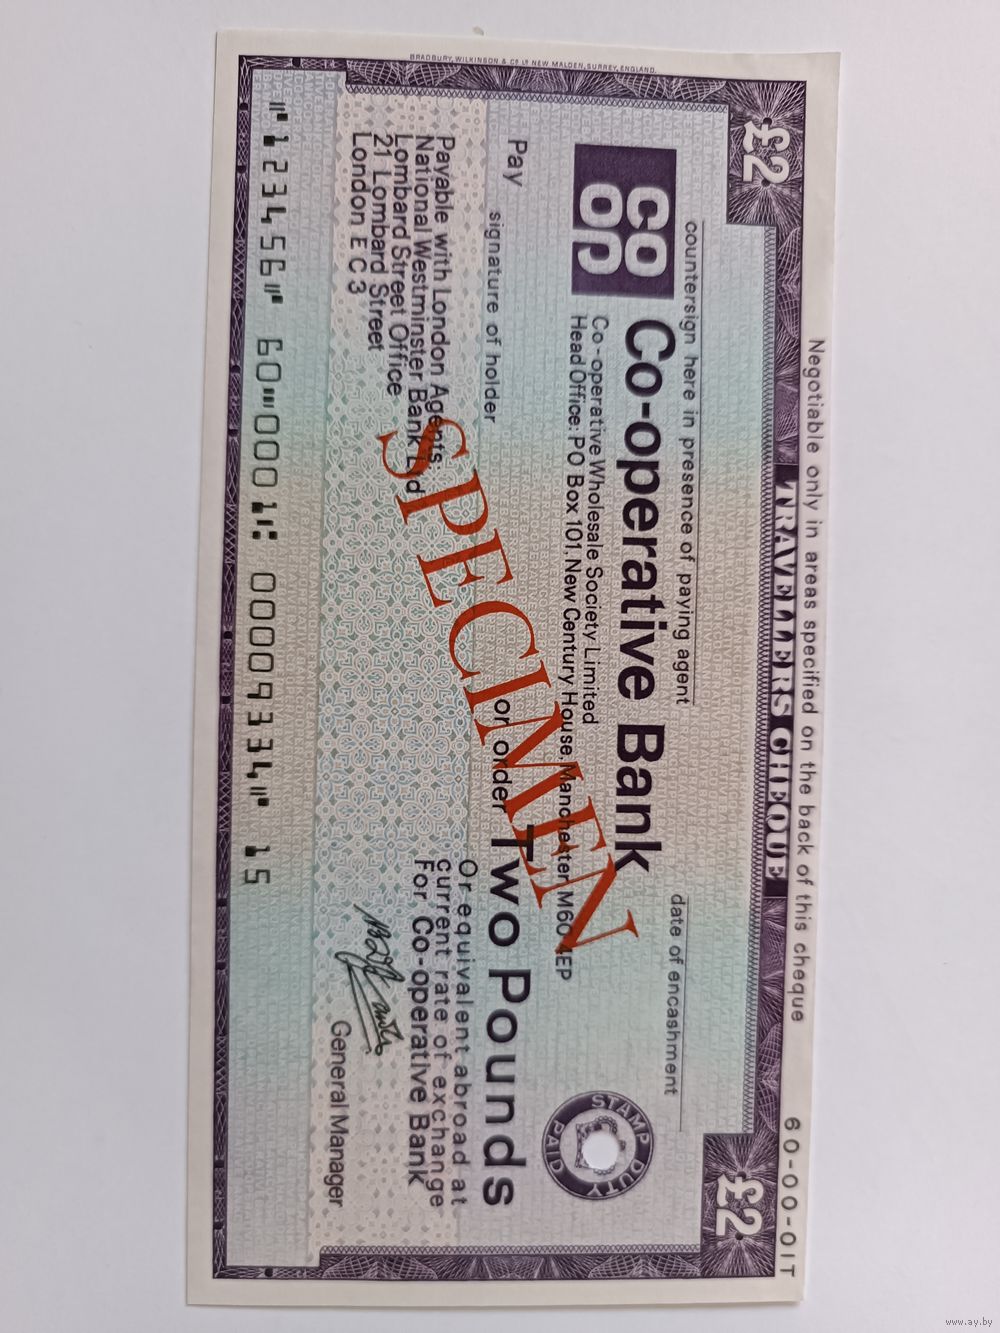 Negotiable only in areas specified on the back of this cheque
60-00-01T
£2
TRAVELLERS CHEQUE
£2
countersign here in presence of paying agent
date of encashment
CO
OP
Co-operative Bank
Co-operative Wholesale Society Limited
Head Office: PO Box 101, New Century House, Manchester M60 4EP
STAMP DUTY PAID
Pay
or order
Two Pounds
signature of holder
Or equivalent abroad at
current rate of exchange
For Co-operative Bank
Payable with London Agents:
National Westminster Bank Ltd
Lombard Street Office
21 Lombard Street
London E C 3
General Manager
SPECIMEN
⑈123456⑈ 60⑉0001⑆ 00009334⑈ 15
BRADBURY, WILKINSON & Cº Lᵈ NEW MALDEN, SURREY, ENGLAND.
www.ay.by